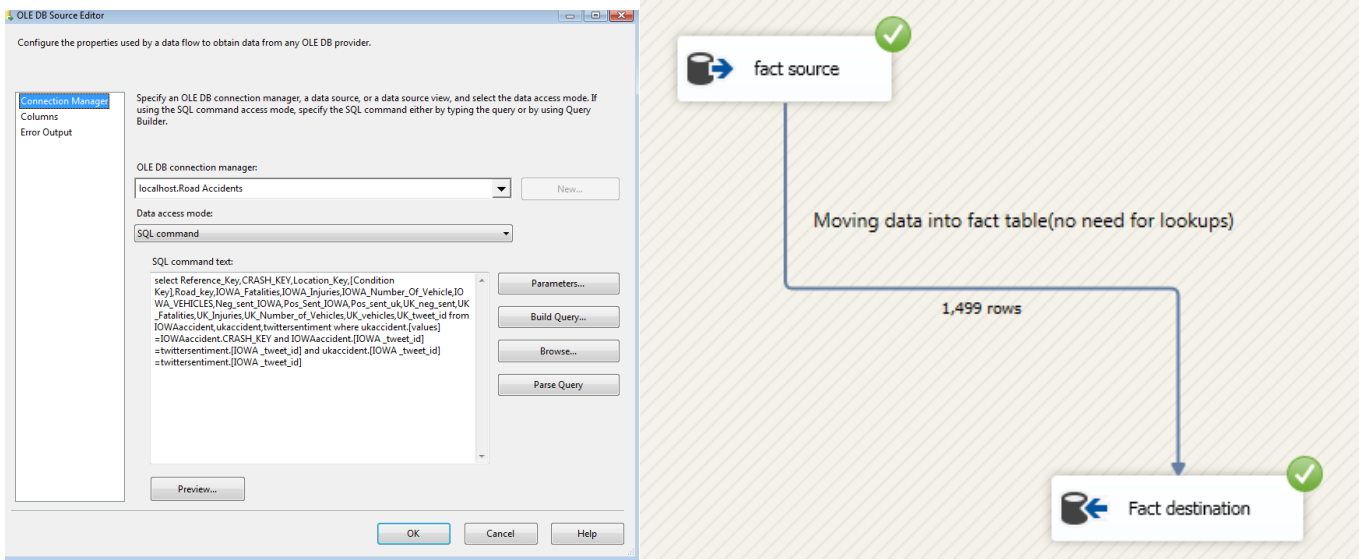 OLE DB Source Editor
Configure the properties used by a data flow to obtain data from any OLE DB provider.
Connection Manager
Columns
Error Output
Specify an OLE DB connection manager, a data source, or a data source view, and select the data access mode. If
using the SQL command access mode, specify the SQL command either by typing the query or by using Query
Builder.
OLE DB connection manager:
localhost.Road Accidents
New...
Data access mode:
SQL command
SQL command text:
select Reference_Key,CRASH_KEY,Location_Key,[Condition
Key],Road_key,IOWA_Fatalities,IOWA_Injuries,IOWA_Number_Of_Vehicle,IO
WA_VEHICLES,Neg_sent_IOWA,Pos_Sent_IOWA,Pos_sent_uk,UK_neg_sent,UK
_Fatalities,UK_Injuries,UK_Number_of_Vehicles,UK_vehicles,UK_tweet_id from
IOWAaccident,ukaccident,twittersentiment where ukaccident.[values]
=IOWAaccident.CRASH_KEY and IOWAaccident.[IOWA _tweet_id]
=twittersentiment.[IOWA _tweet_id] and ukaccident.[IOWA _tweet_id]
=twittersentiment.[IOWA _tweet_id]
Parameters...
Build Query...
Browse...
Parse Query
Preview...
OK
Cancel
Help
fact source
Moving data into fact table(no need for lookups)
1,499 rows
Fact destination